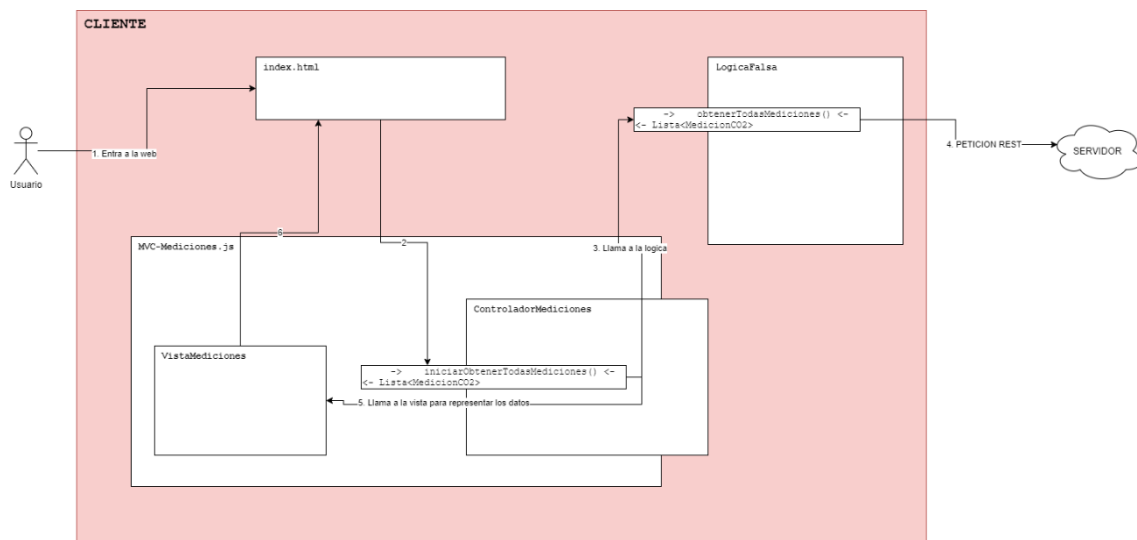 CLIENTE
index.html
LogicaFalsa
-> obtenerTodasMediciones() <-
<- Lista<MedicionCO2>
4. PETICION REST
SERVIDOR
1. Entra a la web
Usuario
6
2
MVC-Mediciones.js
3. Llama a la logica
ControladorMediciones
VistaMediciones
-> iniciarObtenerTodasMediciones() <-
<- Lista<MedicionCO2>
5. Llama a la vista para representar los datos